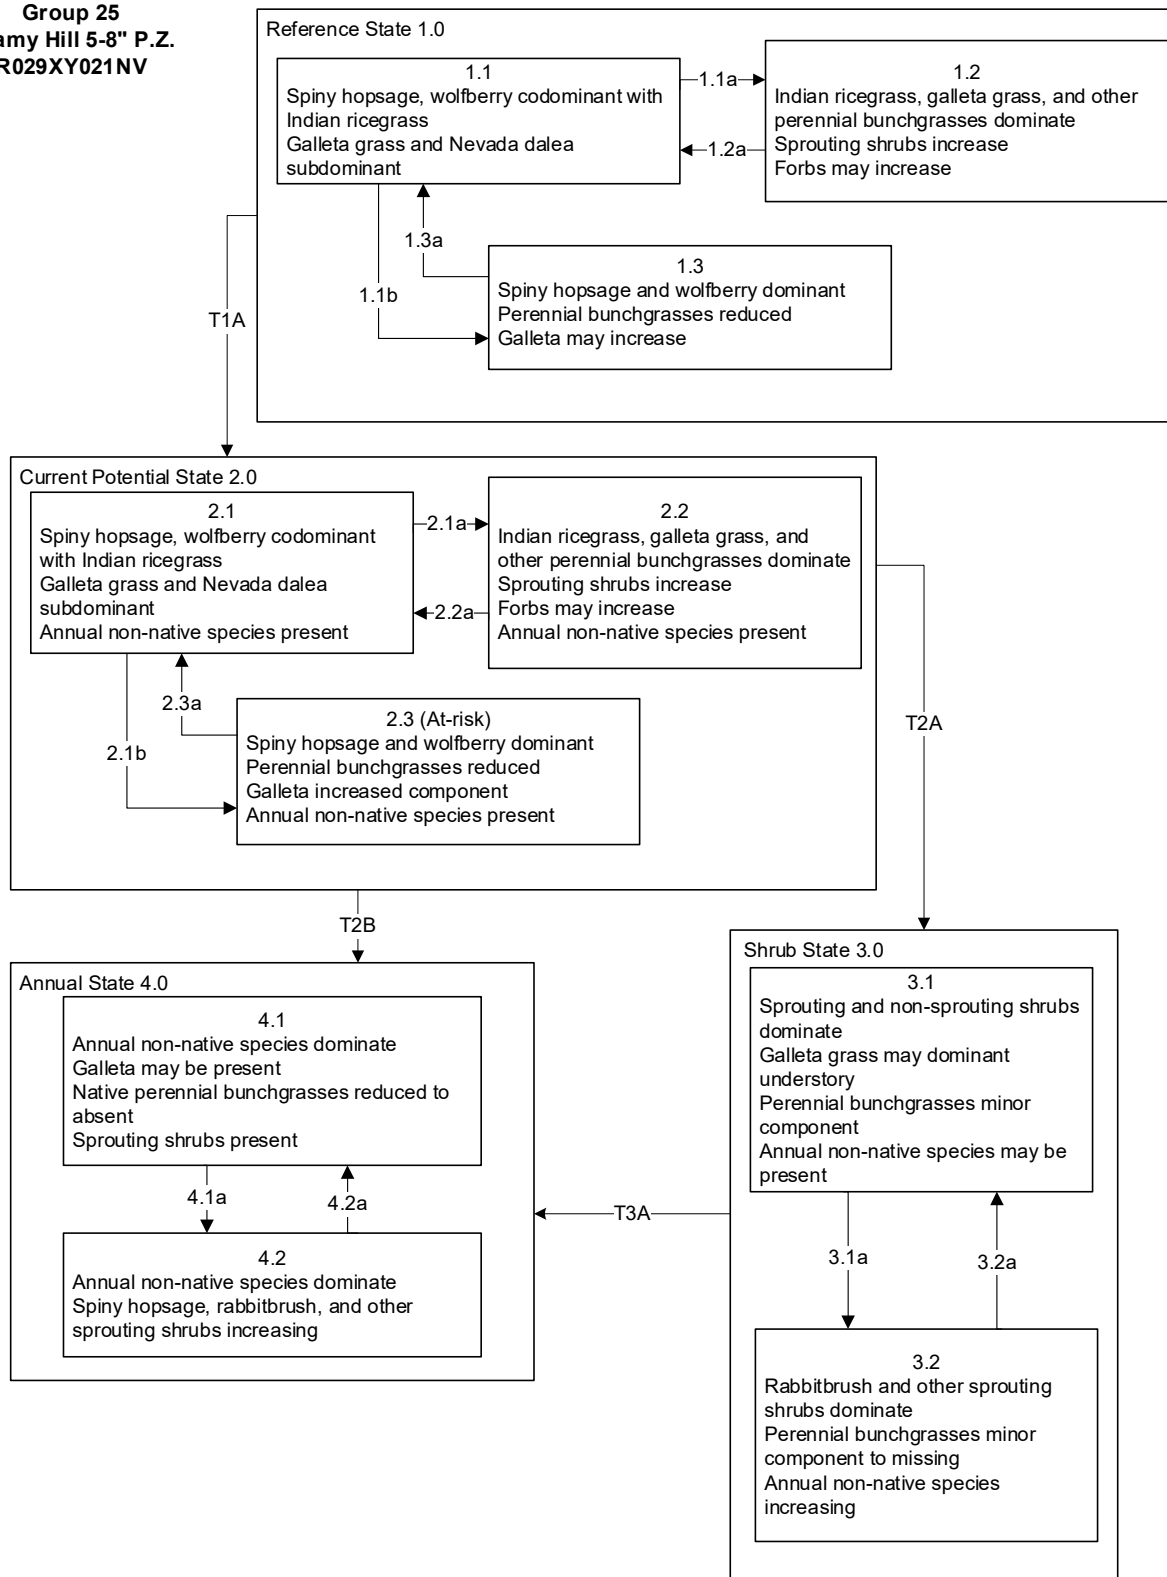 Group 25
amy Hill 5-8" P.Z.
R029XY021NV
Reference State 1.0
1.1
Spiny hopsage, wolfberry codominant with
Indian ricegrass
Galleta grass and Nevada dalea
subdominant
1.1a
1.2a
1.2
Indian ricegrass, galleta grass, and other
perennial bunchgrasses dominate
Sprouting shrubs increase
Forbs may increase
1.3a
1.1b
1.3
Spiny hopsage and wolfberry dominant
Perennial bunchgrasses reduced
Galleta may increase
T1A
Current Potential State 2.0
2.1
Spiny hopsage, wolfberry codominant
with Indian ricegrass
Galleta grass and Nevada dalea
subdominant
Annual non-native species present
2.1a
2.2a
2.2
Indian ricegrass, galleta grass, and
other perennial bunchgrasses dominate
Sprouting shrubs increase
Forbs may increase
Annual non-native species present
2.3a
2.1b
2.3 (At-risk)
Spiny hopsage and wolfberry dominant
Perennial bunchgrasses reduced
Galleta increased component
Annual non-native species present
T2A
T2B
Annual State 4.0
4.1
Annual non-native species dominate
Galleta may be present
Native perennial bunchgrasses reduced to
absent
Sprouting shrubs present
4.1a
4.2a
4.2
Annual non-native species dominate
Spiny hopsage, rabbitbrush, and other
sprouting shrubs increasing
T3A
Shrub State 3.0
3.1
Sprouting and non-sprouting shrubs
dominate
Galleta grass may dominant
understory
Perennial bunchgrasses minor
component
Annual non-native species may be
present
3.1a
3.2a
3.2
Rabbitbrush and other sprouting
shrubs dominate
Perennial bunchgrasses minor
component to missing
Annual non-native species
increasing